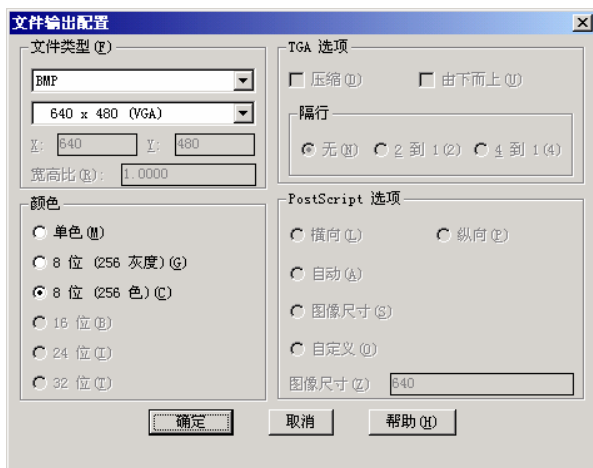 文件输出配置
文件类型(F)
BMP
640 x 480 (VGA)
X: 640 Y: 480
宽高比(R): 1.0000
颜色
单色(M)
8 位 (256 灰度)(G)
8 位 (256 色)(C)
16 位(B)
24 位(I)
32 位(T)
TGA 选项
压缩(D) 由下而上(U)
隔行
无(N) 2 到 1(2) 4 到 1(4)
PostScript 选项
横向(L) 纵向(P)
自动(A)
图像尺寸(S)
自定义(O)
图像尺寸(Z) 640
确定 取消 帮助(H)